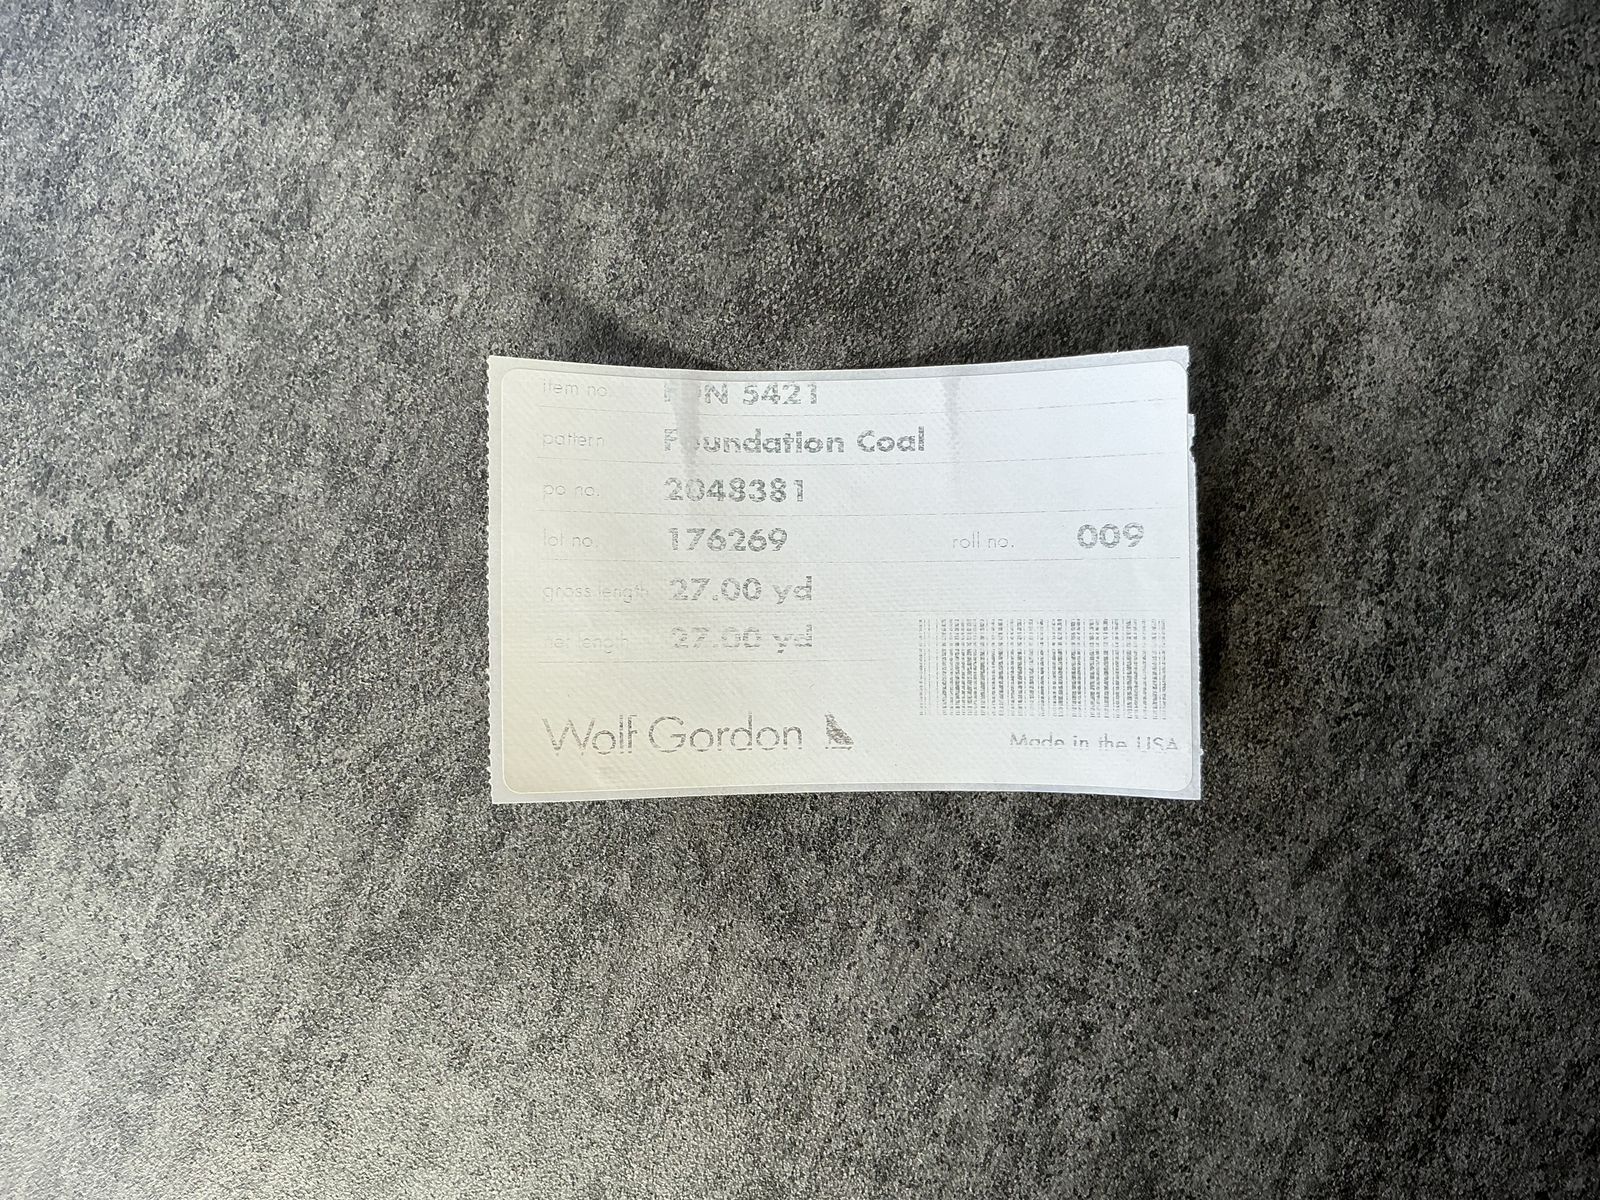 item no. FDN 5421
pattern Foundation Coal
po no. 2048381
lot no. 176269 roll no. 009
gross length 27.00 yd
net length 27.00 yd
Wolf Gordon
Made in the USA